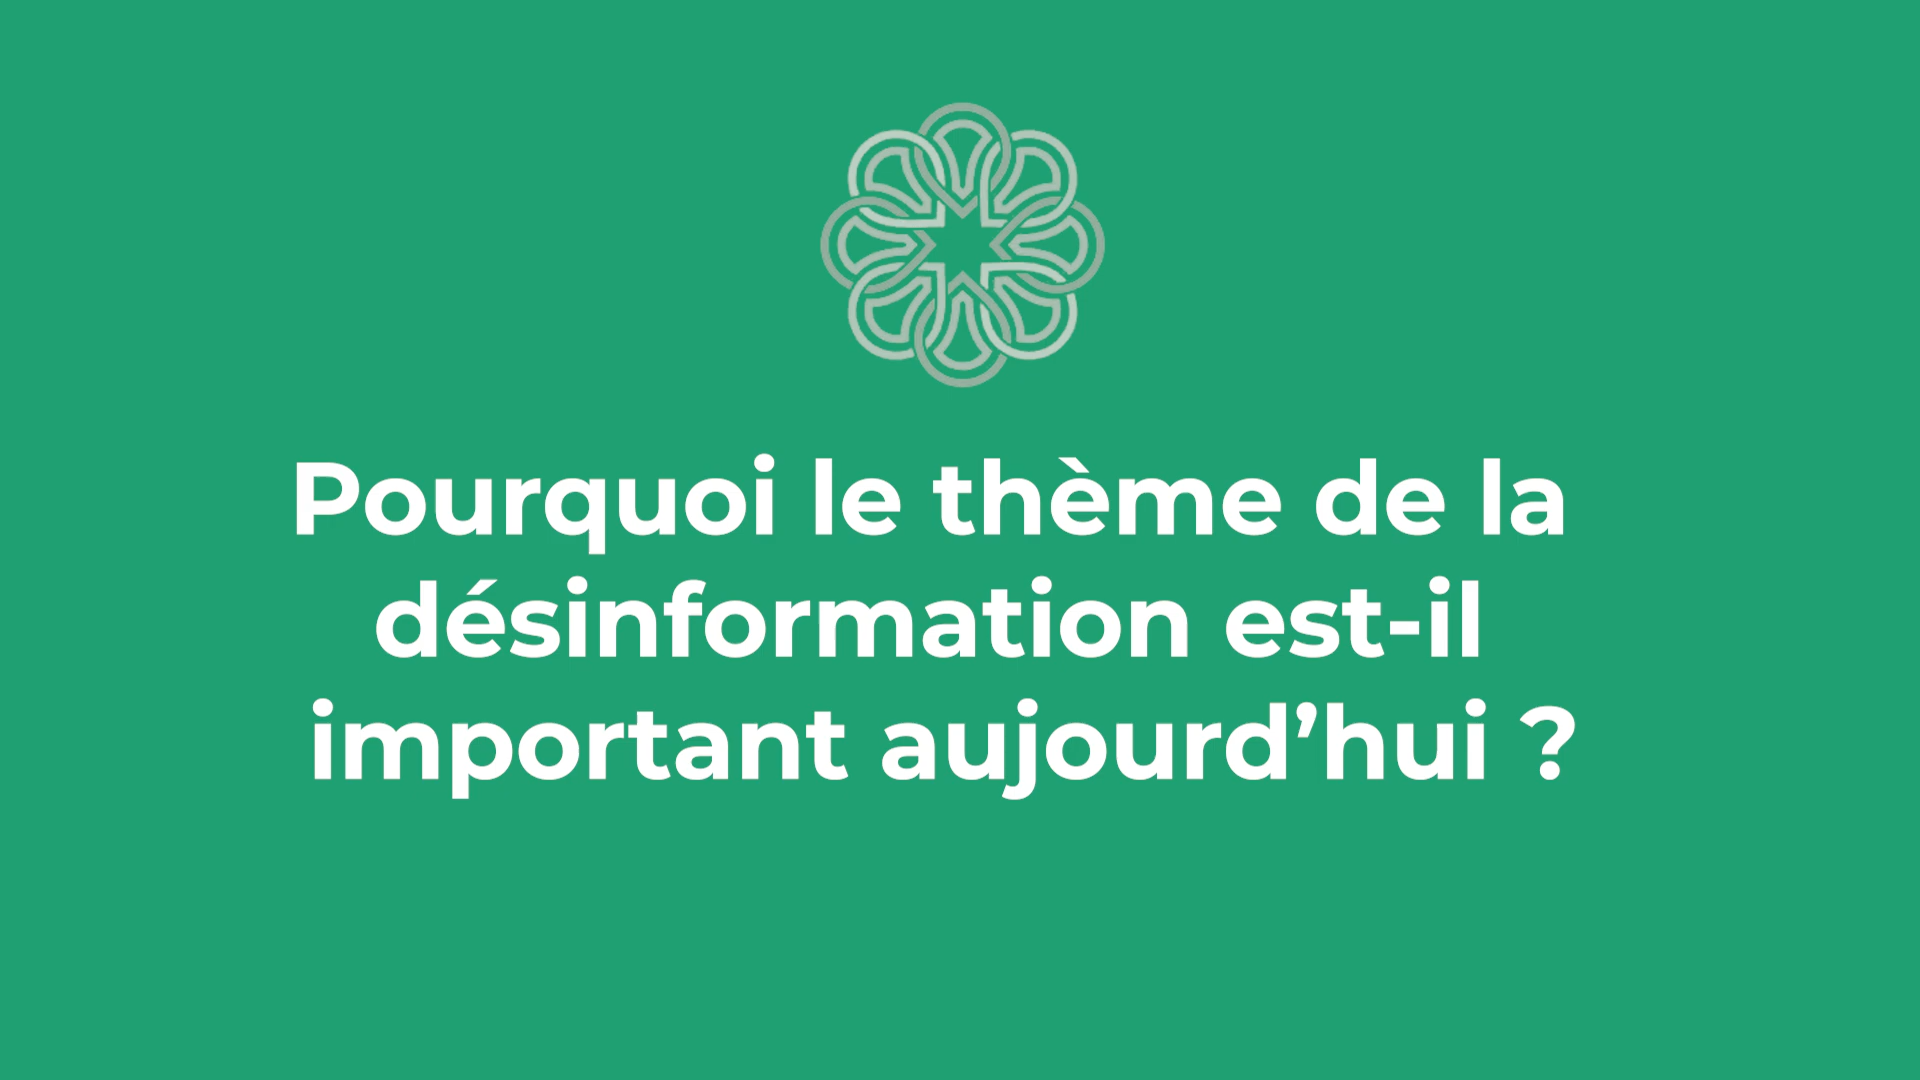 Pourquoi le thème de la
désinformation est-il
important aujourd’hui ?